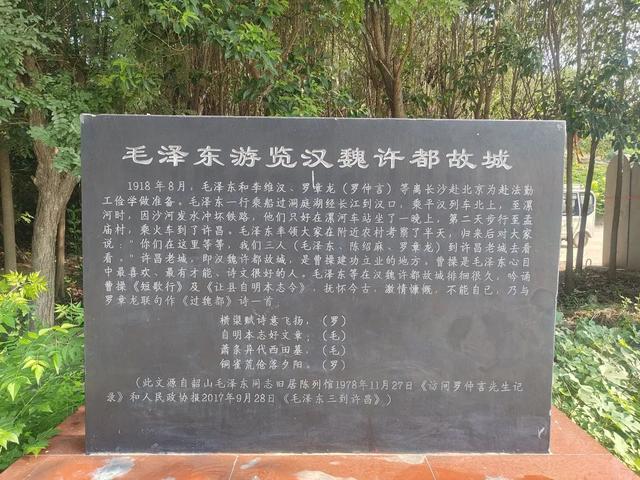 毛泽东游览汉魏许都故城
1918年8月，毛泽东和李维汉、罗章龙（罗仲言）等离长沙赴北京为赴法勤
工俭学做准备。毛泽东一行乘船过洞庭湖经长江到汉口，乘平汉列车北上，至漯
河时，因沙河发水冲坏铁路，他们只好在漯河车站坐了一晚上，第二天步行至孟
庙村，乘火车到了许昌。毛泽东率领大家在附近农村考察了半天，归来后对大家
说：“你们在这里等等，我们三人（毛泽东、陈绍麻、罗章龙）到许昌老城去看
看。”许昌老城，即汉魏许都故城，是曹操建功立业的地方。曹操是毛泽东心目
中最喜欢、最有才能、诗文很好的人。毛泽东等在汉魏许都故城徘徊很久，吟诵
曹操《短歌行》及《让县自明本志令》，抚怀今古，激情慷慨，不能自已，乃与
罗章龙联句作《过魏都》诗一首：
横槊赋诗意飞扬，（罗）
自明本志好文章；（毛）
萧条异代西田墓，（毛）
铜雀荒伧落夕阳。（罗）
（此文源自韶山毛泽东同志旧居陈列馆1978年11月27日《访问罗仲言先生记
录》和人民政协报2017年9月28日《毛泽东三到许昌》）